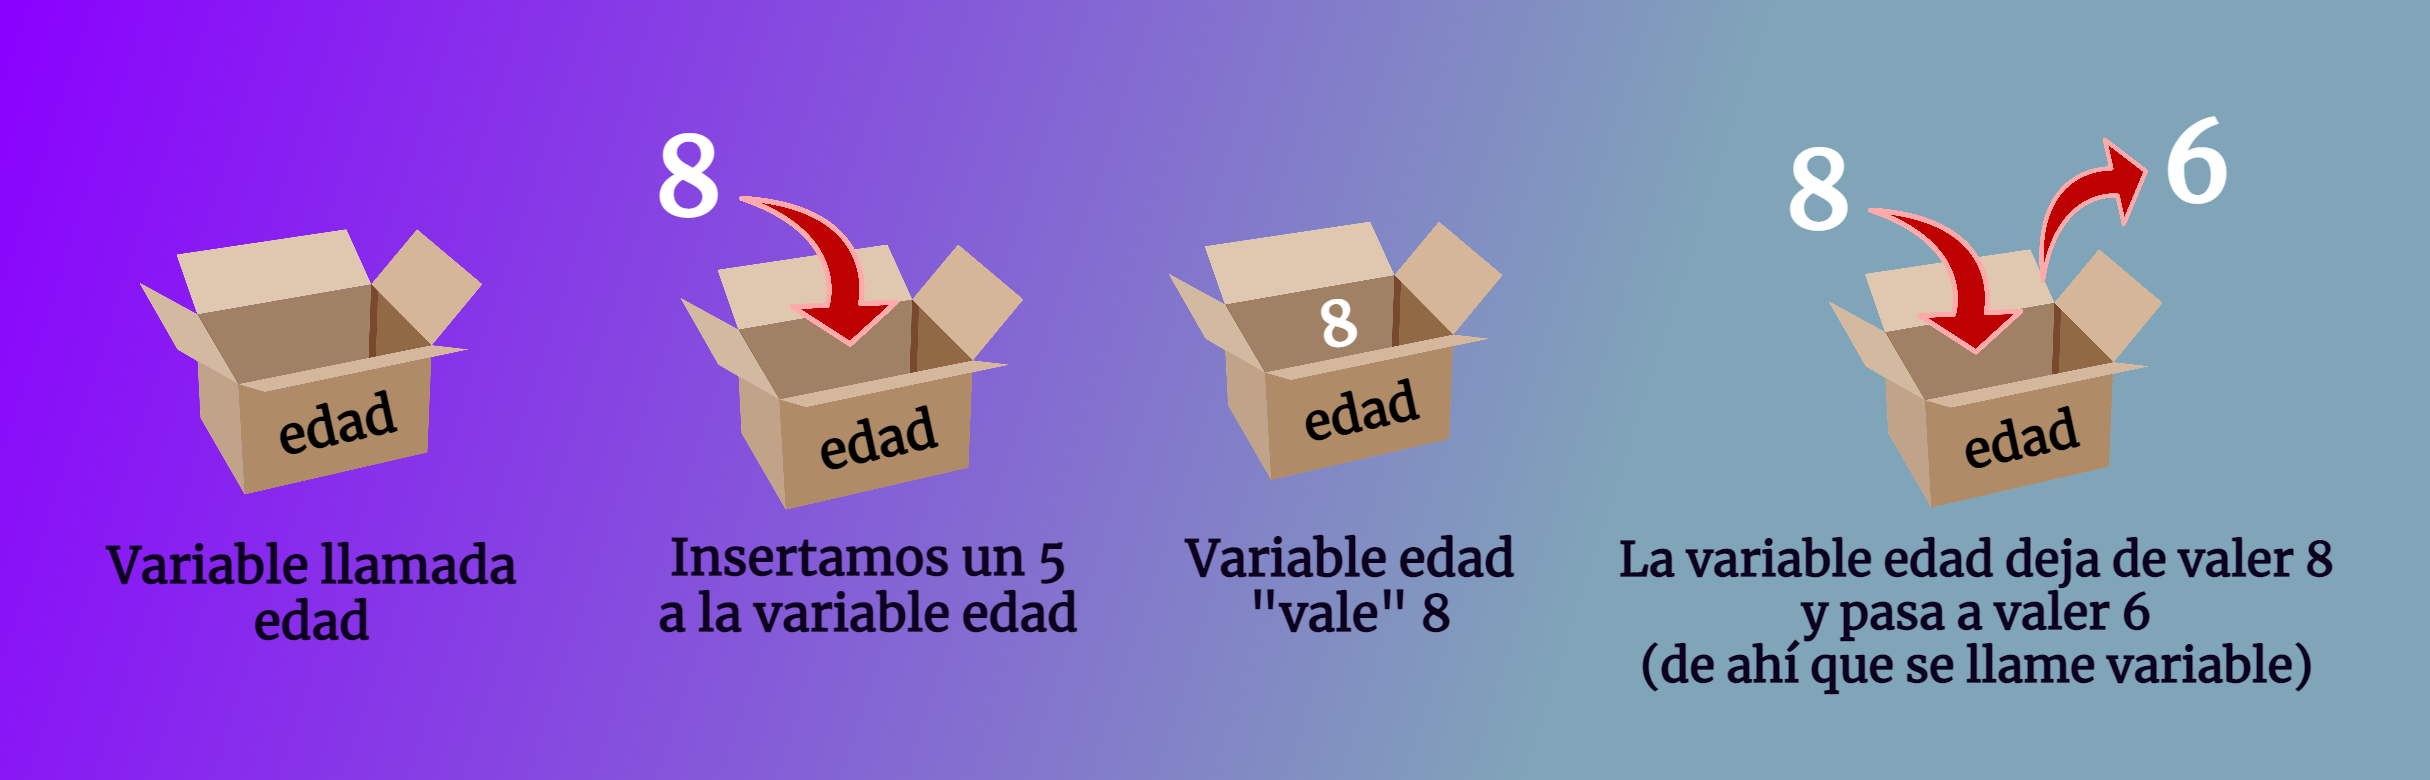 edad
Variable llamada
edad
8
edad
Insertamos un 5
a la variable edad
8
edad
Variable edad
"vale" 8
8
6
edad
La variable edad deja de valer 8
y pasa a valer 6
(de ahí que se llame variable)